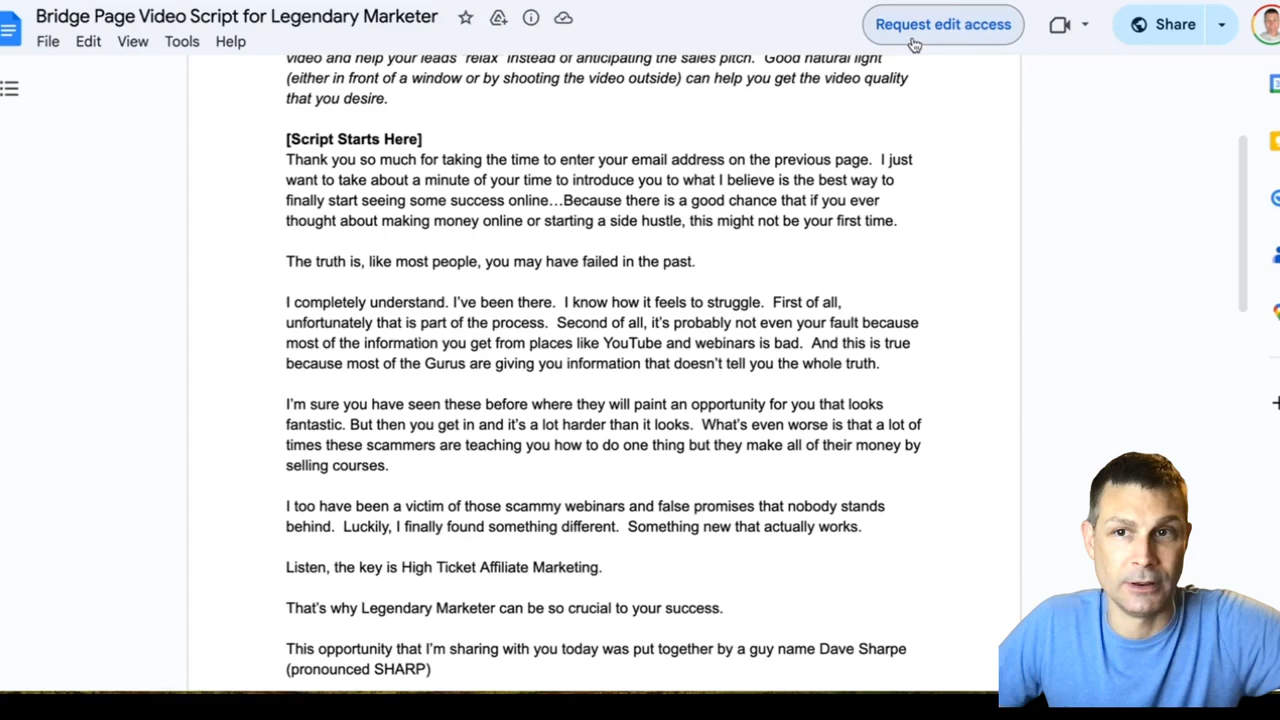 Bridge Page Video Script for Legendary Marketer
Request edit access
Share
File Edit View Tools Help
video and help your leads "relax" instead of anticipating the sales pitch. Good natural light
(either in front of a window or by shooting the video outside) can help you get the video quality
that you desire.
[Script Starts Here]
Thank you so much for taking the time to enter your email address on the previous page. I just
want to take about a minute of your time to introduce you to what I believe is the best way to
finally start seeing some success online…Because there is a good chance that if you ever
thought about making money online or starting a side hustle, this might not be your first time.
The truth is, like most people, you may have failed in the past.
I completely understand. I've been there. I know how it feels to struggle. First of all,
unfortunately that is part of the process. Second of all, it's probably not even your fault because
most of the information you get from places like YouTube and webinars is bad. And this is true
because most of the Gurus are giving you information that doesn't tell you the whole truth.
I'm sure you have seen these before where they will paint an opportunity for you that looks
fantastic. But then you get in and it's a lot harder than it looks. What's even worse is that a lot of
times these scammers are teaching you how to do one thing but they make all of their money by
selling courses.
I too have been a victim of those scammy webinars and false promises that nobody stands
behind. Luckily, I finally found something different. Something new that actually works.
Listen, the key is High Ticket Affiliate Marketing.
That's why Legendary Marketer can be so crucial to your success.
This opportunity that I'm sharing with you today was put together by a guy name Dave Sharpe
(pronounced SHARP)